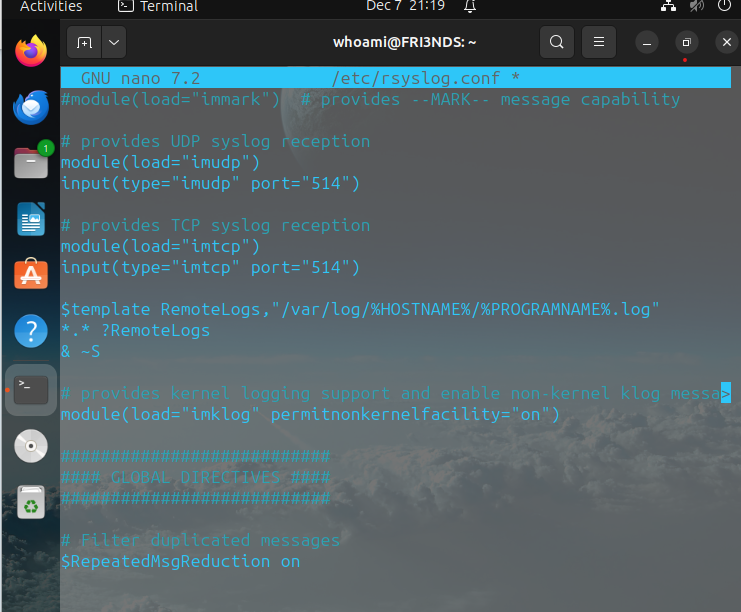 Activities
Terminal
Dec 7 21:19
1
whoami@FRI3NDS: ~
GNU nano 7.2 /etc/rsyslog.conf *
#module(load="immark") # provides --MARK-- message capability
# provides UDP syslog reception
module(load="imudp")
input(type="imudp" port="514")
# provides TCP syslog reception
module(load="imtcp")
input(type="imtcp" port="514")
$template RemoteLogs,"/var/log/%HOSTNAME%/%PROGRAMNAME%.log"
*.* ?RemoteLogs
& ~S
# provides kernel logging support and enable non-kernel klog messa>
module(load="imklog" permitnonkernelfacility="on")
###########################
#### GLOBAL DIRECTIVES ####
###########################
# Filter duplicated messages
$RepeatedMsgReduction on